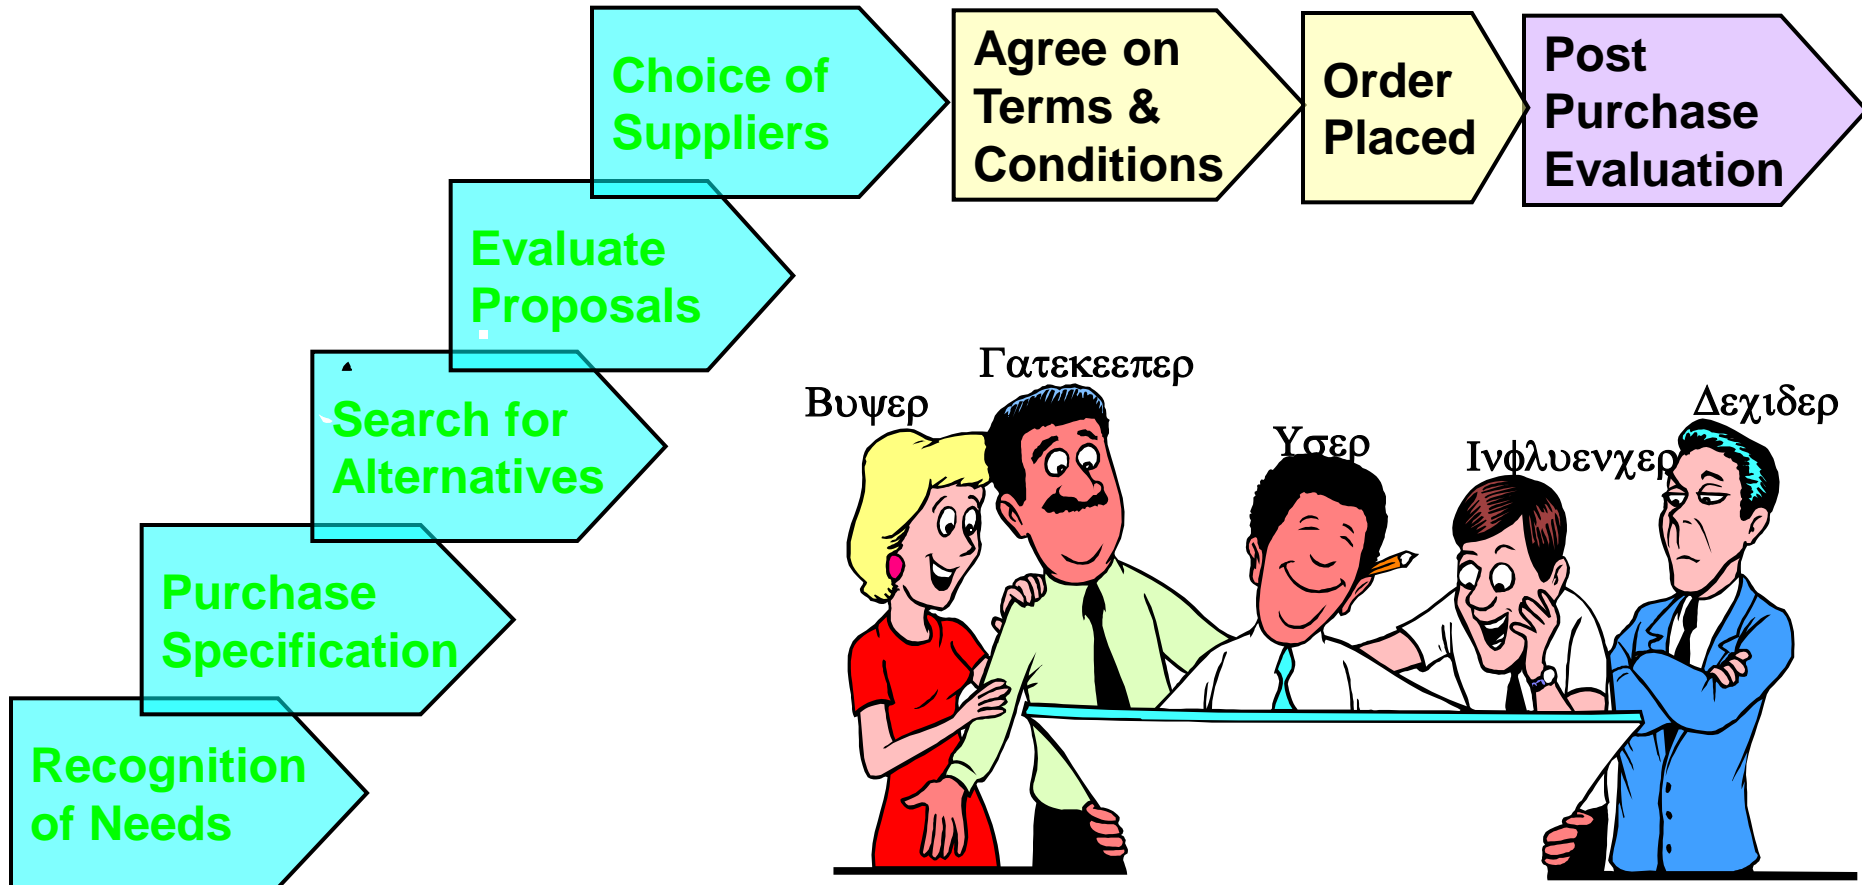 Choice of
Suppliers
Agree on
Terms &
Conditions
Order
Placed
Post
Purchase
Evaluation
Evaluate
Proposals
Search for
Alternatives
Purchase
Specification
Recognition
of Needs
Βυψερ
Γατεκεεπερ
Υσερ
Ινφλυενχερ
Δεχιδερ